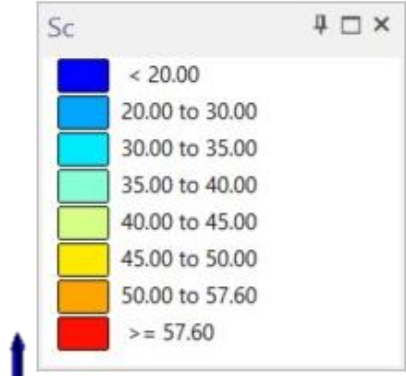 Sc
< 20.00
20.00 to 30.00
30.00 to 35.00
35.00 to 40.00
40.00 to 45.00
45.00 to 50.00
50.00 to 57.60
>= 57.60